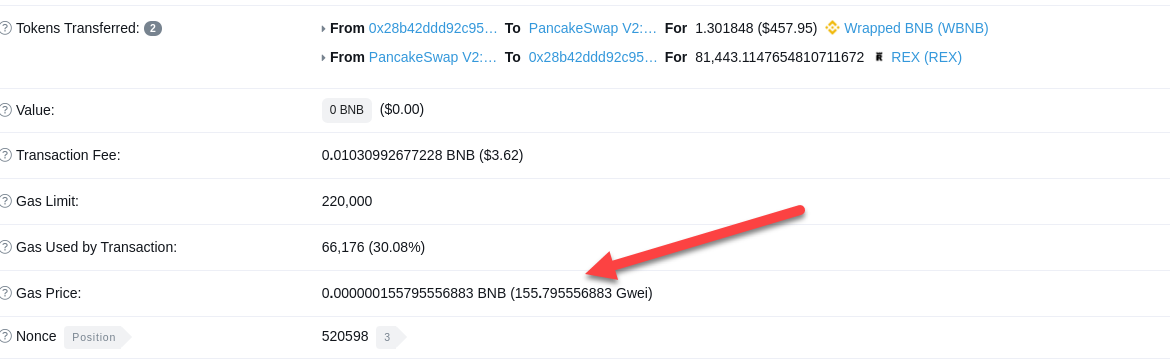 Tokens Transferred: 2
From 0x28b42ddd92c95... To PancakeSwap V2:... For 1.301848 ($457.95) Wrapped BNB (WBNB)
From PancakeSwap V2:... To 0x28b42ddd92c95... For 81,443.1147654810711672 REX (REX)
Value: 0 BNB ($0.00)
Transaction Fee: 0.01030992677228 BNB ($3.62)
Gas Limit: 220,000
Gas Used by Transaction: 66,176 (30.08%)
Gas Price: 0.000000155795556883 BNB (155.795556883 Gwei)
Nonce Position 520598 3